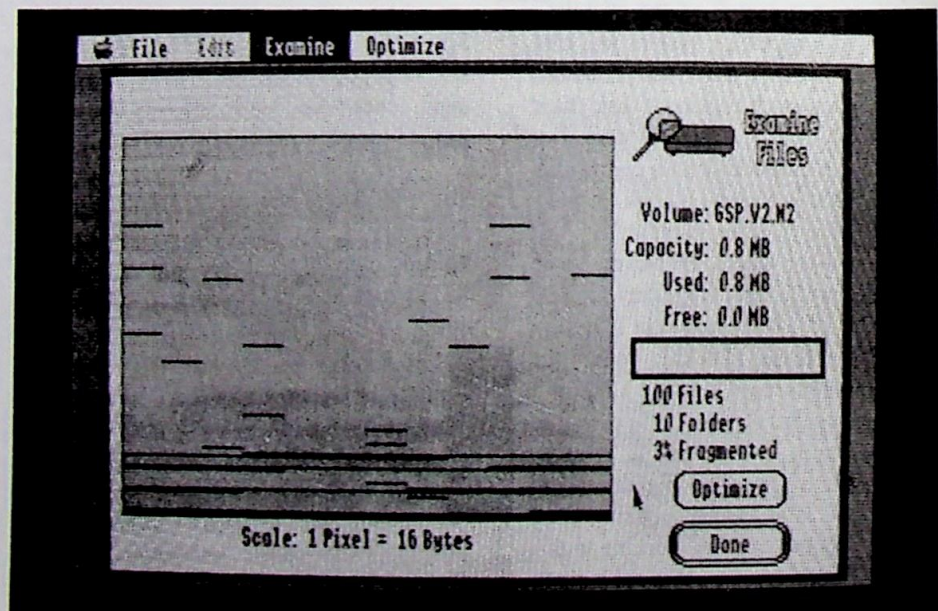 File Edit Examine Optimize
Examine
Files
Volume: GSP.V2.N2
Capacity: 0.8 MB
Used: 0.8 MB
Free: 0.0 MB
100 Files
10 Folders
3% Fragmented
Optimize
Done
Scale: 1 Pixel = 16 Bytes